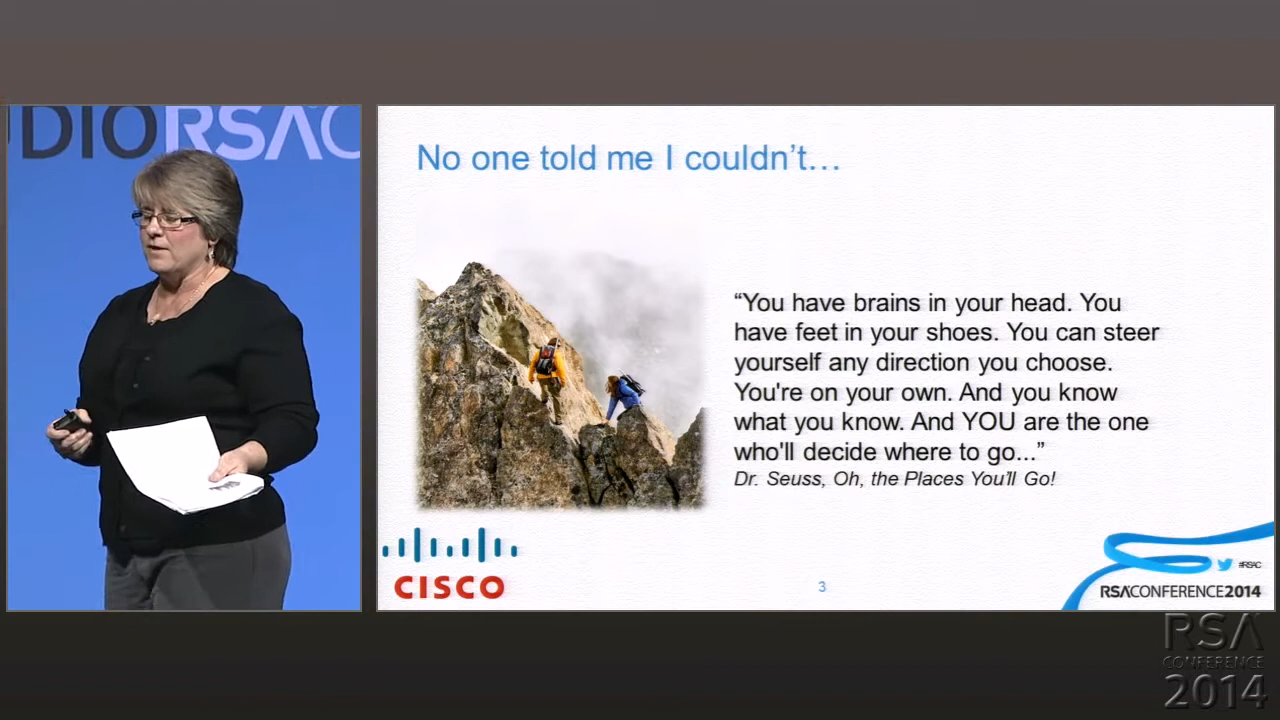 DIORSAC
No one told me I couldn’t…
“You have brains in your head. You
have feet in your shoes. You can steer
yourself any direction you choose.
You're on your own. And you know
what you know. And YOU are the one
who'll decide where to go...”
Dr. Seuss, Oh, the Places You’ll Go!
CISCO
3
#RSAC
RSACONFERENCE2014
RSA
CONFERENCE
2014